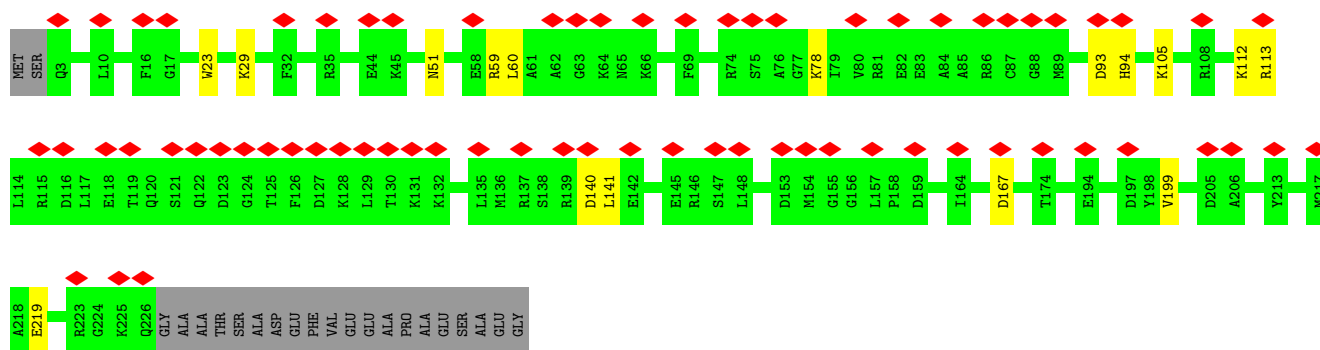 MET SER Q3 L10 F16 G17 W23 K29 F32 R35 E44 K45 N51 E58 R59 L60 A61 A62 G63 K64 N65 K66 F69 R74 S75 A76 G77 K78 I79 V80 R81 E82 E83 A84 A85 R86 C87 G88 M89 D93 H94 K105 R108 K112 R113
L114 R115 D116 L117 E118 T119 Q120 S121 Q122 D123 G124 T125 F126 D127 K128 L129 T130 K131 K132 L135 M136 R137 S138 R139 D140 L141 E142 E145 R146 S147 L148 D153 M154 G155 G156 L157 P158 D159 I164 D167 T174 E194 D197 Y198 V199 D205 A206 Y213 M217
A218 E219 R223 G224 K225 Q226 GLY ALA ALA THR SER ALA ASP GLU PHE VAL GLU GLU ALA PRO ALA GLU SER ALA GLU GLY